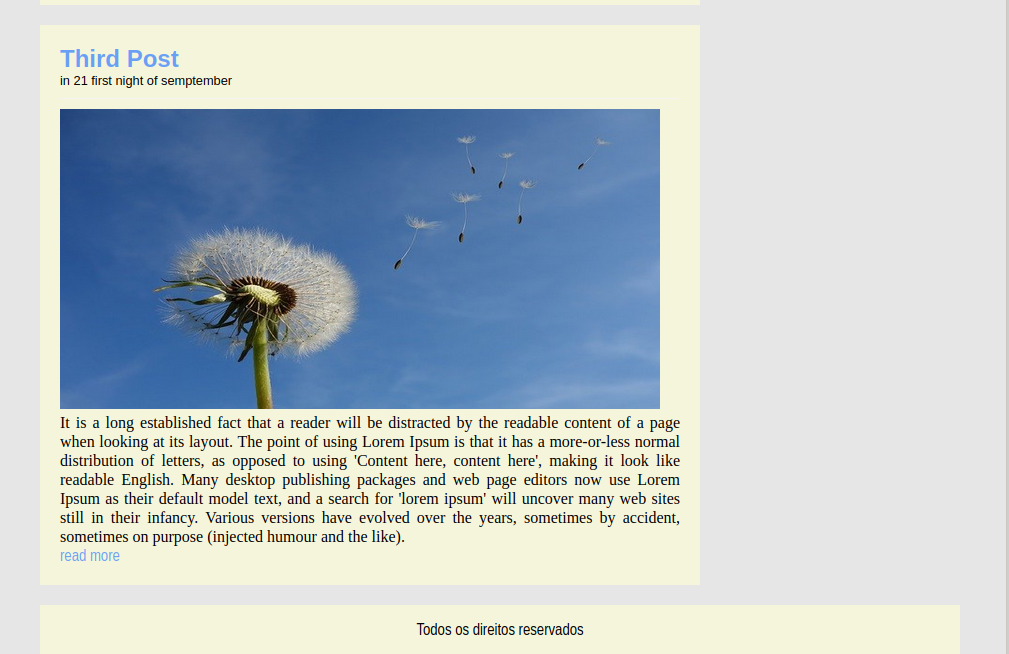 Third Post
in 21 first night of semptember
It is a long established fact that a reader will be distracted by the readable content of a page
when looking at its layout. The point of using Lorem Ipsum is that it has a more-or-less normal
distribution of letters, as opposed to using 'Content here, content here', making it look like
readable English. Many desktop publishing packages and web page editors now use Lorem
Ipsum as their default model text, and a search for 'lorem ipsum' will uncover many web sites
still in their infancy. Various versions have evolved over the years, sometimes by accident,
sometimes on purpose (injected humour and the like).
read more
Todos os direitos reservados